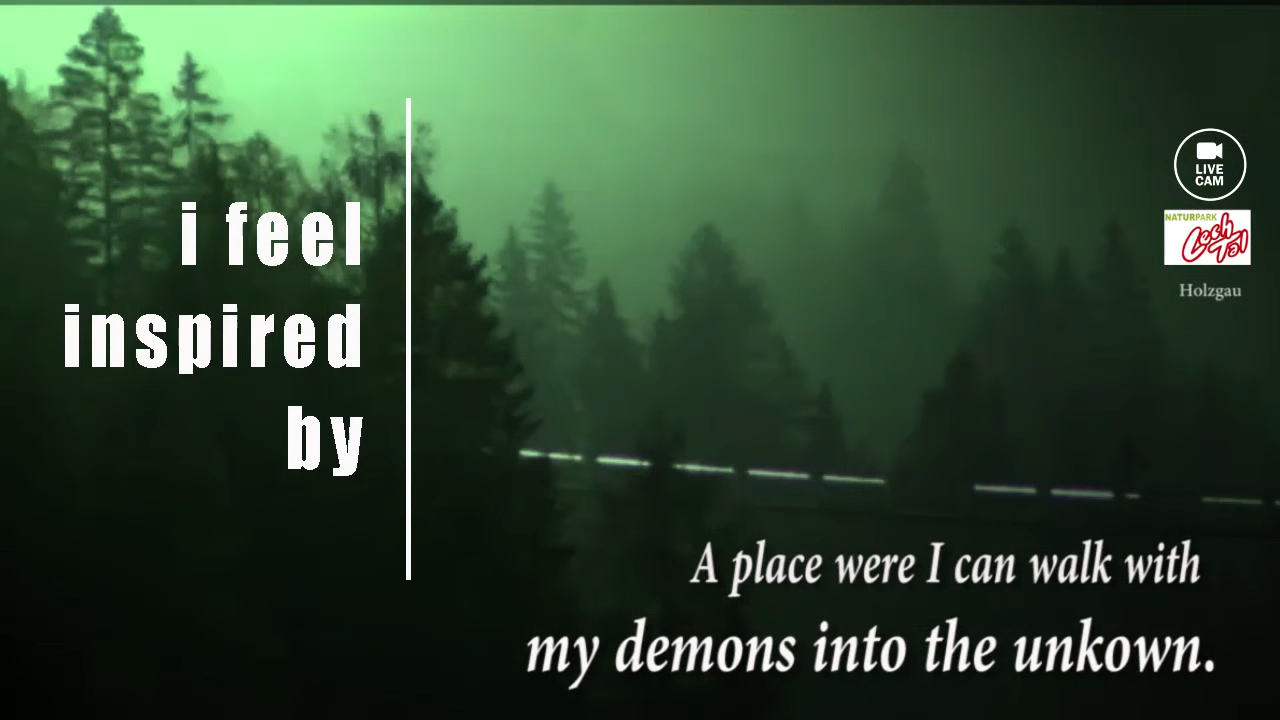 i feel
inspired
by
LIVE
CAM
NATURPARK
Lech
Tal
Holzgau
A place were I can walk with
my demons into the unkown.